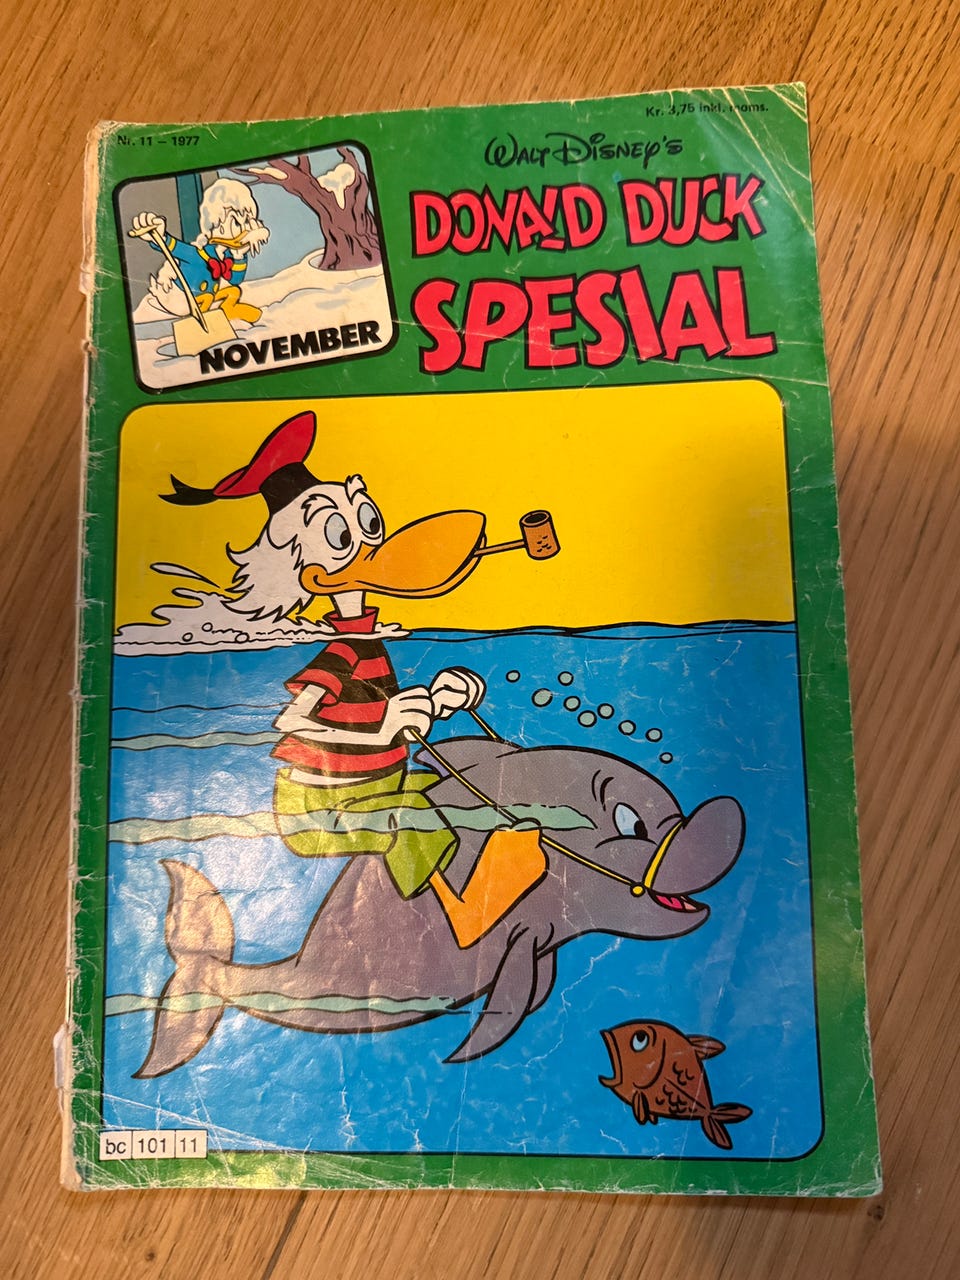 Nr. 11 – 1977
Kr. 3,75 inkl. moms.
WALT DISNEY'S
DONALD DUCK
SPESIAL
NOVEMBER
bc 101 11